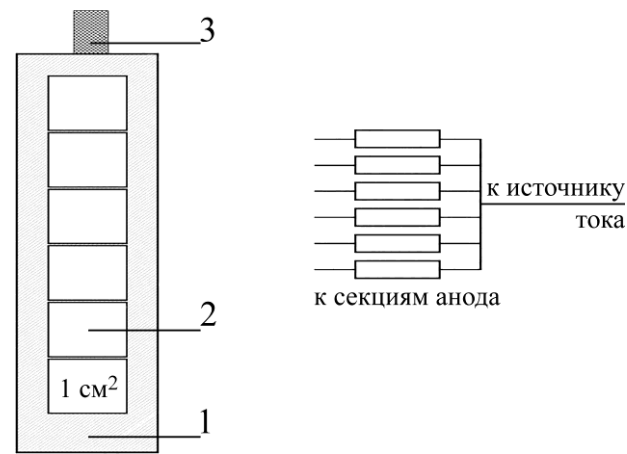 3
к источнику
тока
к секциям анода
2
1 см²
1